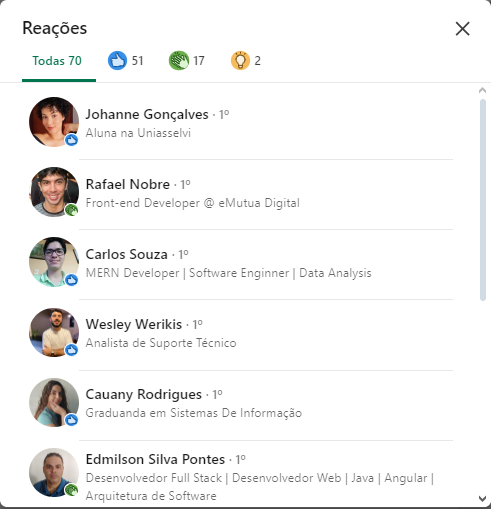 Reações
Todas 70
51
17
2
Johanne Gonçalves · 1º
Aluna na Uniasselvi
Rafael Nobre · 1º
Front-end Developer @ eMutua Digital
Carlos Souza · 1º
MERN Developer | Software Enginner | Data Analysis
Wesley Werikis · 1º
Analista de Suporte Técnico
Cauany Rodrigues · 1º
Graduanda em Sistemas De Informação
Edmilson Silva Pontes · 1º
Desenvolvedor Full Stack | Desenvolvedor Web | Java | Angular |
Arquitetura de Software